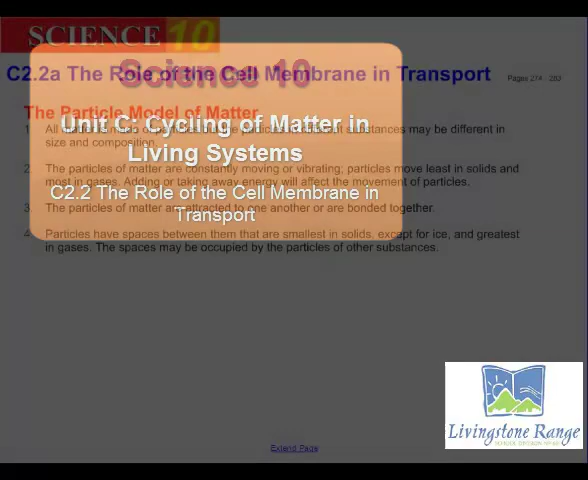 SCIENCE 10
C2.2a The Role of the Cell Membrane in Transport Pages 274 - 283
Science 10
The Particle Model of Matter
Unit C: Cycling of Matter in
Living Systems
C2.2 The Role of the Cell Membrane in
Transport
1. All substances may be different in
size and composition.
2. The particles of matter are constantly moving or vibrating; particles move least in solids and
most in gases. Adding or taking away energy will affect the movement of particles.
3. The particles of matter are attracted to one another or are bonded together.
4. Particles have spaces between them that are smallest in solids, except for ice, and greatest
in gases. The spaces may be occupied by the particles of other substances.
Livingstone Range
Extend Page